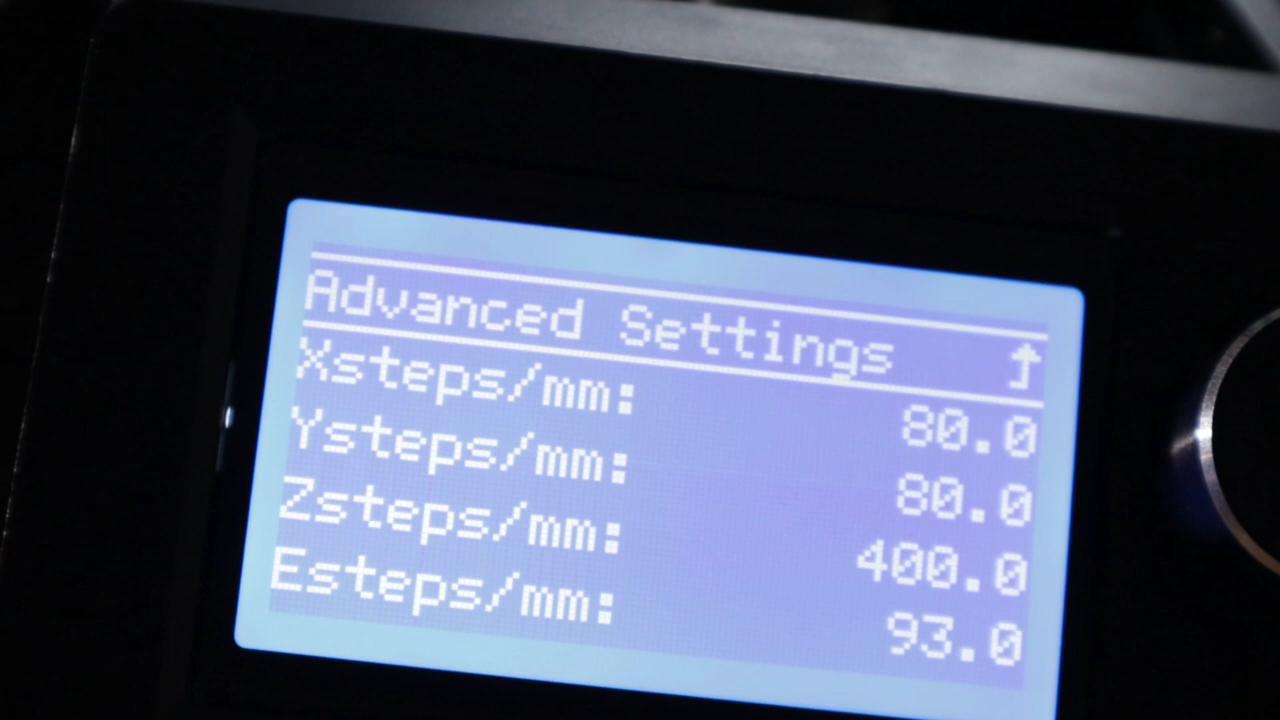 Advanced Settings ⮥
Xsteps/mm: 80.0
Ysteps/mm: 80.0
Zsteps/mm: 400.0
Esteps/mm: 93.0